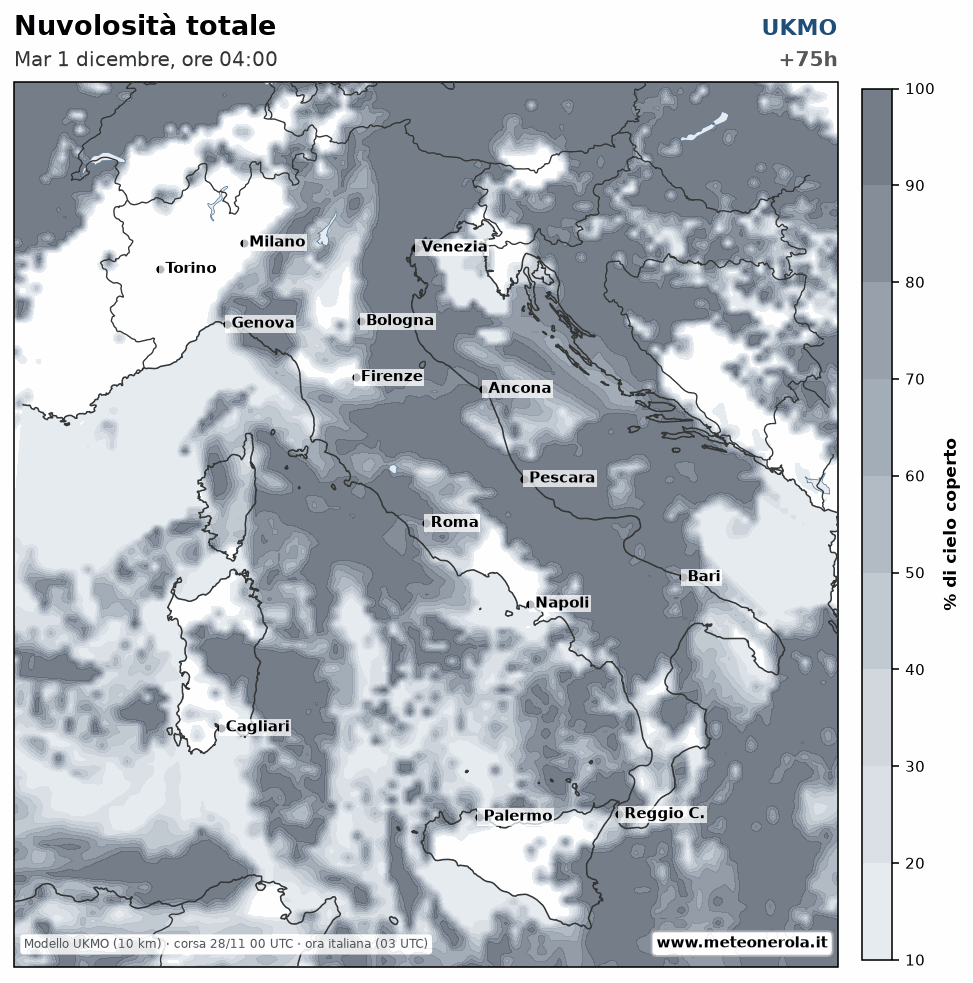 Nuvolosità totale
UKMO
Mar 1 dicembre, ore 04:00
+75h
100
90
80
70
60
50
40
30
20
10
% di cielo coperto
Milano
Venezia
Torino
Genova
Bologna
Firenze
Ancona
Pescara
Roma
Bari
Napoli
Cagliari
Palermo
Reggio C.
Modello UKMO (10 km) · corsa 28/11 00 UTC · ora italiana (03 UTC)
www.meteonerola.it